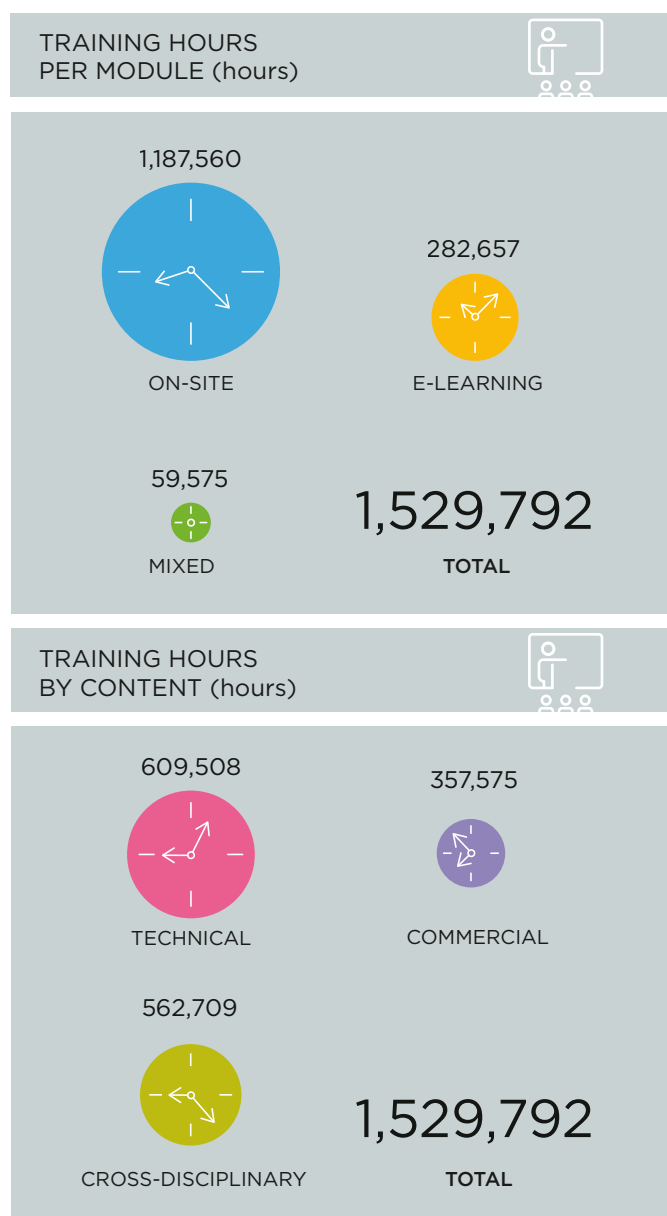 TRAINING HOURS
PER MODULE (hours)
1,187,560
ON-SITE
282,657
E-LEARNING
59,575
MIXED
1,529,792
TOTAL
TRAINING HOURS
BY CONTENT (hours)
609,508
TECHNICAL
357,575
COMMERCIAL
562,709
CROSS-DISCIPLINARY
1,529,792
TOTAL